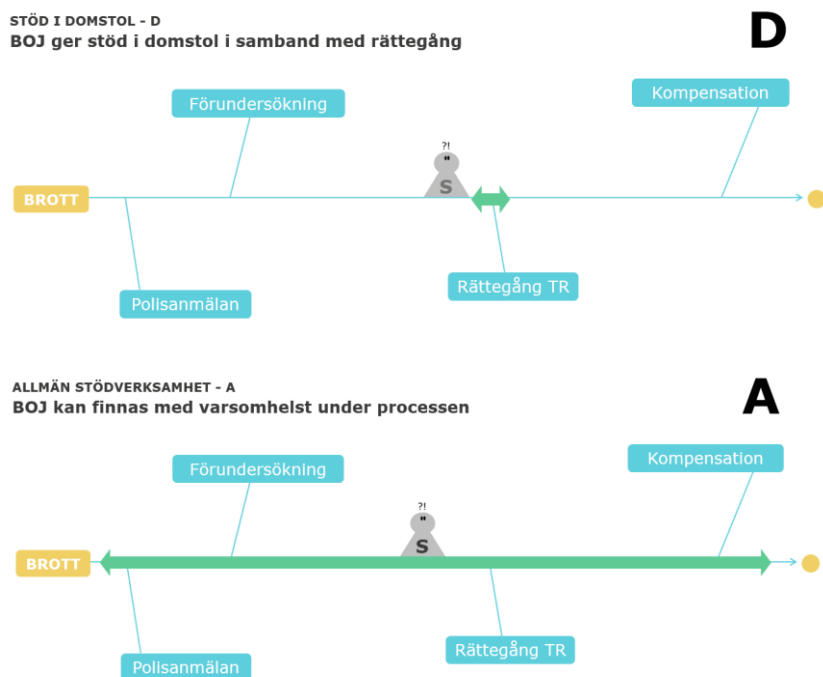 STÖD I DOMSTOL - D
BOJ ger stöd i domstol i samband med rättegång
D
Förundersökning
Kompensation
?!
"
S
BROTT
Polisanmälan
Rättegång TR
ALLMÄN STÖDVERKSAMHET - A
BOJ kan finnas med varsomhelst under processen
A
Förundersökning
Kompensation
?!
"
S
BROTT
Rättegång TR
Polisanmälan